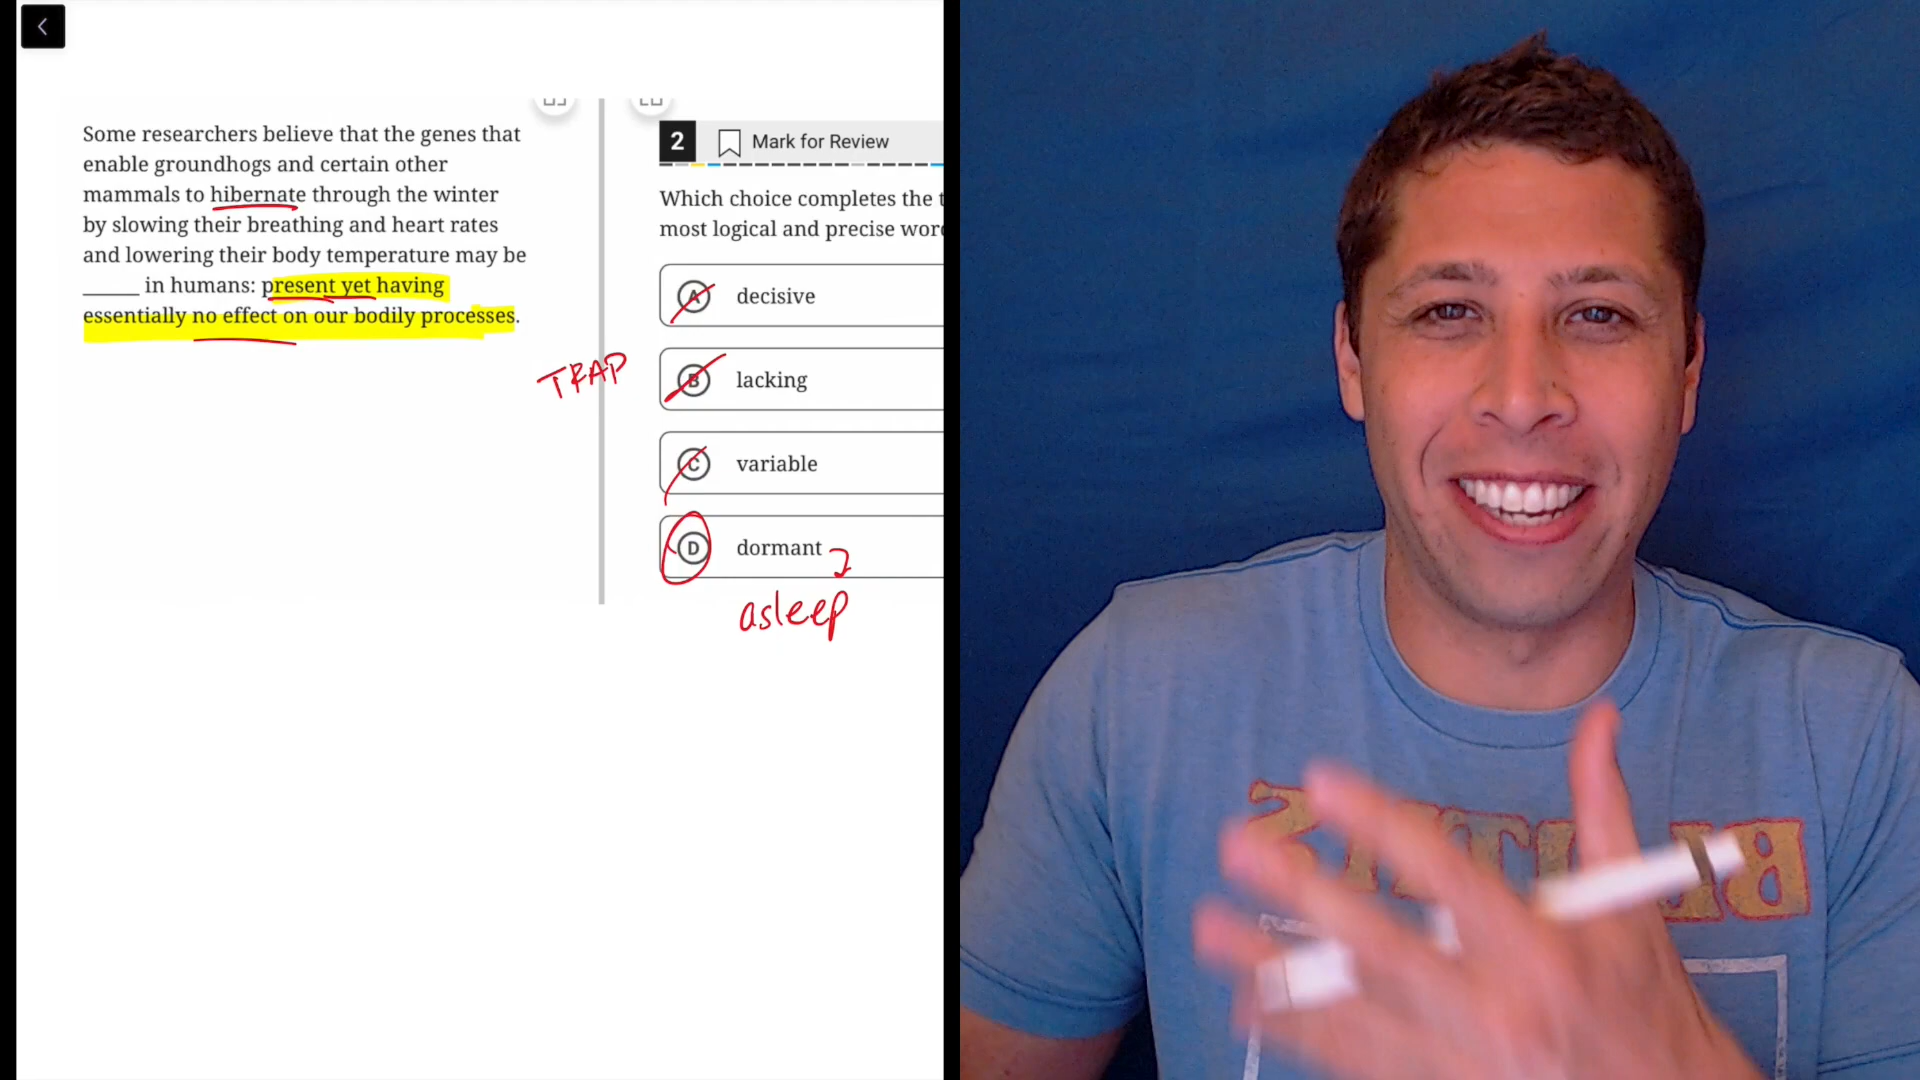 Some researchers believe that the genes that
enable groundhogs and certain other
mammals to hibernate through the winter
by slowing their breathing and heart rates
and lowering their body temperature may be
______ in humans: present yet having
essentially no effect on our bodily processes.
TRAP
2 Mark for Review
Which choice completes the t
most logical and precise wor
A decisive
B lacking
C variable
D dormant
asleep